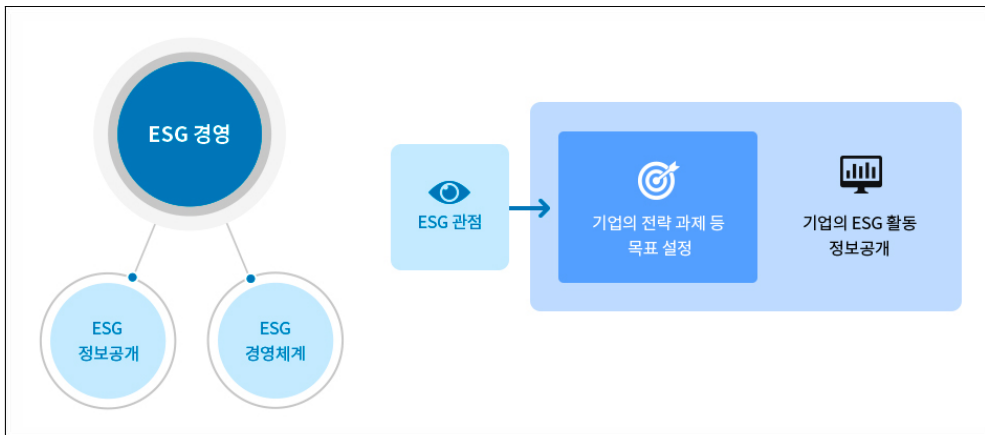 ESG 경영
ESG
정보공개
ESG
경영체계
ESG 관점
기업의 전략 과제 등
목표 설정
기업의 ESG 활동
정보공개